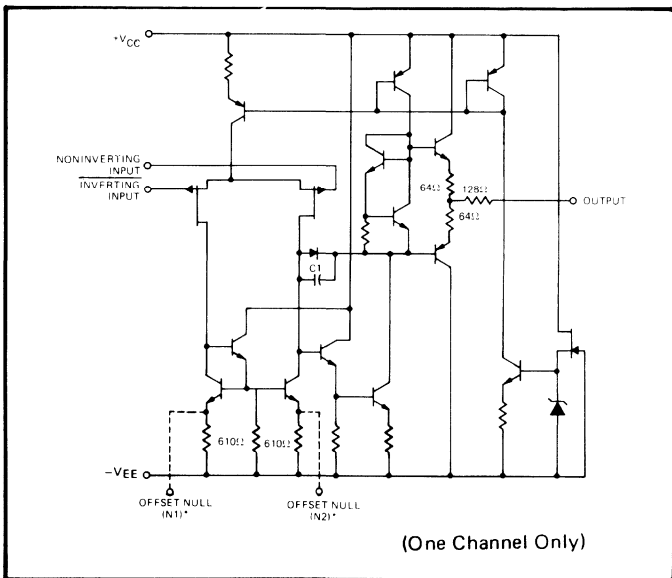 +VCC
NONINVERTING
INPUT
INVERTING
INPUT
64Ω
128Ω
OUTPUT
64Ω
C1
610Ω
610Ω
-VEE
OFFSET NULL
(N1)*
OFFSET NULL
(N2)*
(One Channel Only)